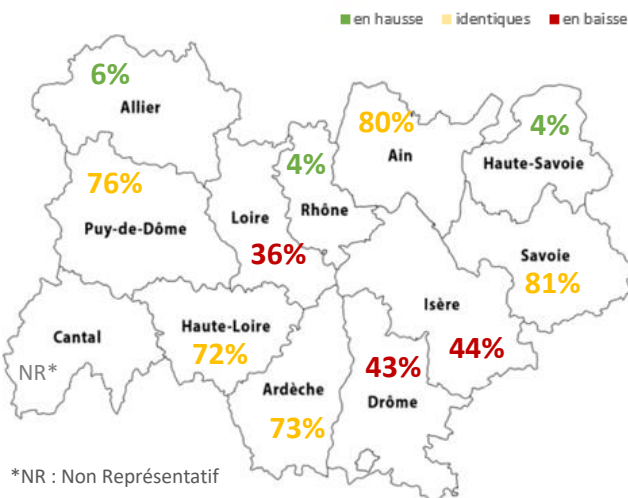 en hausse identiques en baisse
6%
Allier
80%
Ain
4%
Haute-Savoie
76%
Puy-de-Dôme
Loire
36%
4%
Rhône
Savoie
81%
Isère
44%
Cantal
NR*
Haute-Loire
72%
Ardèche
73%
43%
Drôme
*NR : Non Représentatif